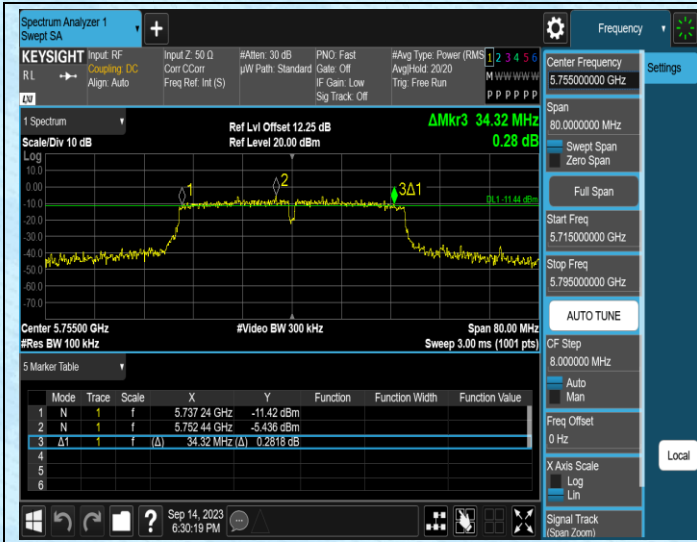 Spectrum Analyzer 1
Swept SA
Frequency
KEYSIGHT
RL
LXI
Input: RF
Coupling: DC
Align: Auto
Input Z: 50 Ω
Corr CCorr
Freq Ref: Int (S)
#Atten: 30 dB
µW Path: Standard
PNO: Fast
Gate: Off
IF Gain: Low
Sig Track: Off
#Avg Type: Power (RMS
Avg|Hold: 20/20
Trig: Free Run
1 2 3 4 5 6
M W W W W W
P P P P P P
Center Frequency
5.755000000 GHz
Settings
Span
80.0000000 MHz
Swept Span
Zero Span
Full Span
Start Freq
5.715000000 GHz
Stop Freq
5.795000000 GHz
AUTO TUNE
CF Step
8.000000 MHz
Auto
Man
Freq Offset
0 Hz
X Axis Scale
Log
Lin
Signal Track
(Span Zoom)
Local
1 Spectrum
Scale/Div 10 dB
Log
Ref Lvl Offset 12.25 dB
Ref Level 20.00 dBm
ΔMkr3 34.32 MHz
0.28 dB
10.0
0.00
-10.0
-20.0
-30.0
-40.0
-50.0
-60.0
-70.0
1
2
3Δ1
DL1 -11.44 dBm
Center 5.75500 GHz
#Video BW 300 kHz
Span 80.00 MHz
#Res BW 100 kHz
Sweep 3.00 ms (1001 pts)
5 Marker Table
Mode Trace Scale X Y Function Function Width Function Value
1 N 1 f 5.737 24 GHz -11.42 dBm
2 N 1 f 5.752 44 GHz -5.436 dBm
3 Δ1 1 f (Δ) 34.32 MHz (Δ) 0.2818 dB
4
5
6
?
Sep 14, 2023
6:30:19 PM